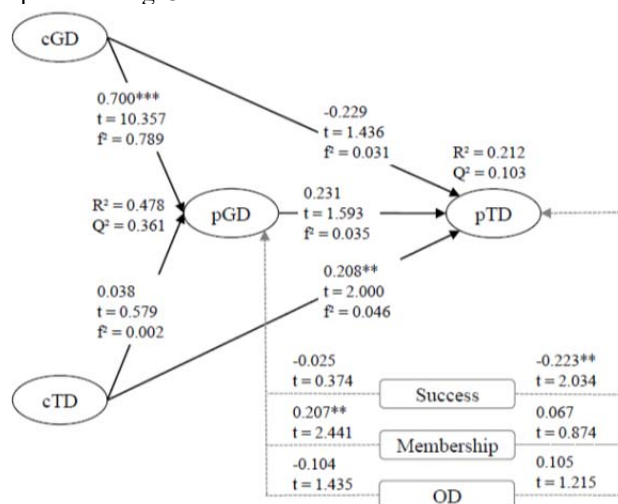 cGD
0.700***
t = 10.357
f² = 0.789
-0.229
t = 1.436
f² = 0.031
R² = 0.212
Q² = 0.103
R² = 0.478
Q² = 0.361
pGD
0.231
t = 1.593
f² = 0.035
pTD
0.038
t = 0.579
f² = 0.002
0.208**
t = 2.000
f² = 0.046
cTD
-0.025
t = 0.374
Success
-0.223**
t = 2.034
0.207**
t = 2.441
Membership
0.067
t = 0.874
-0.104
t = 1.435
OD
0.105
t = 1.215